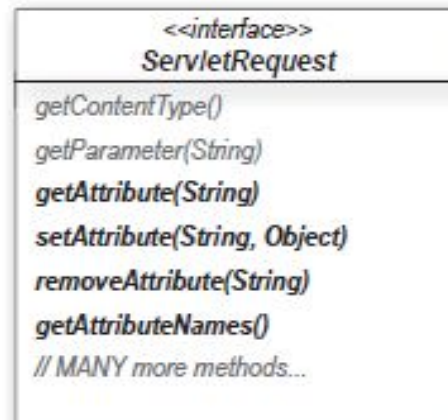 <<interface>>
ServletRequest
getContentType()
getParameter(String)
getAttribute(String)
setAttribute(String, Object)
removeAttribute(String)
getAttributeNames()
// MANY more methods...